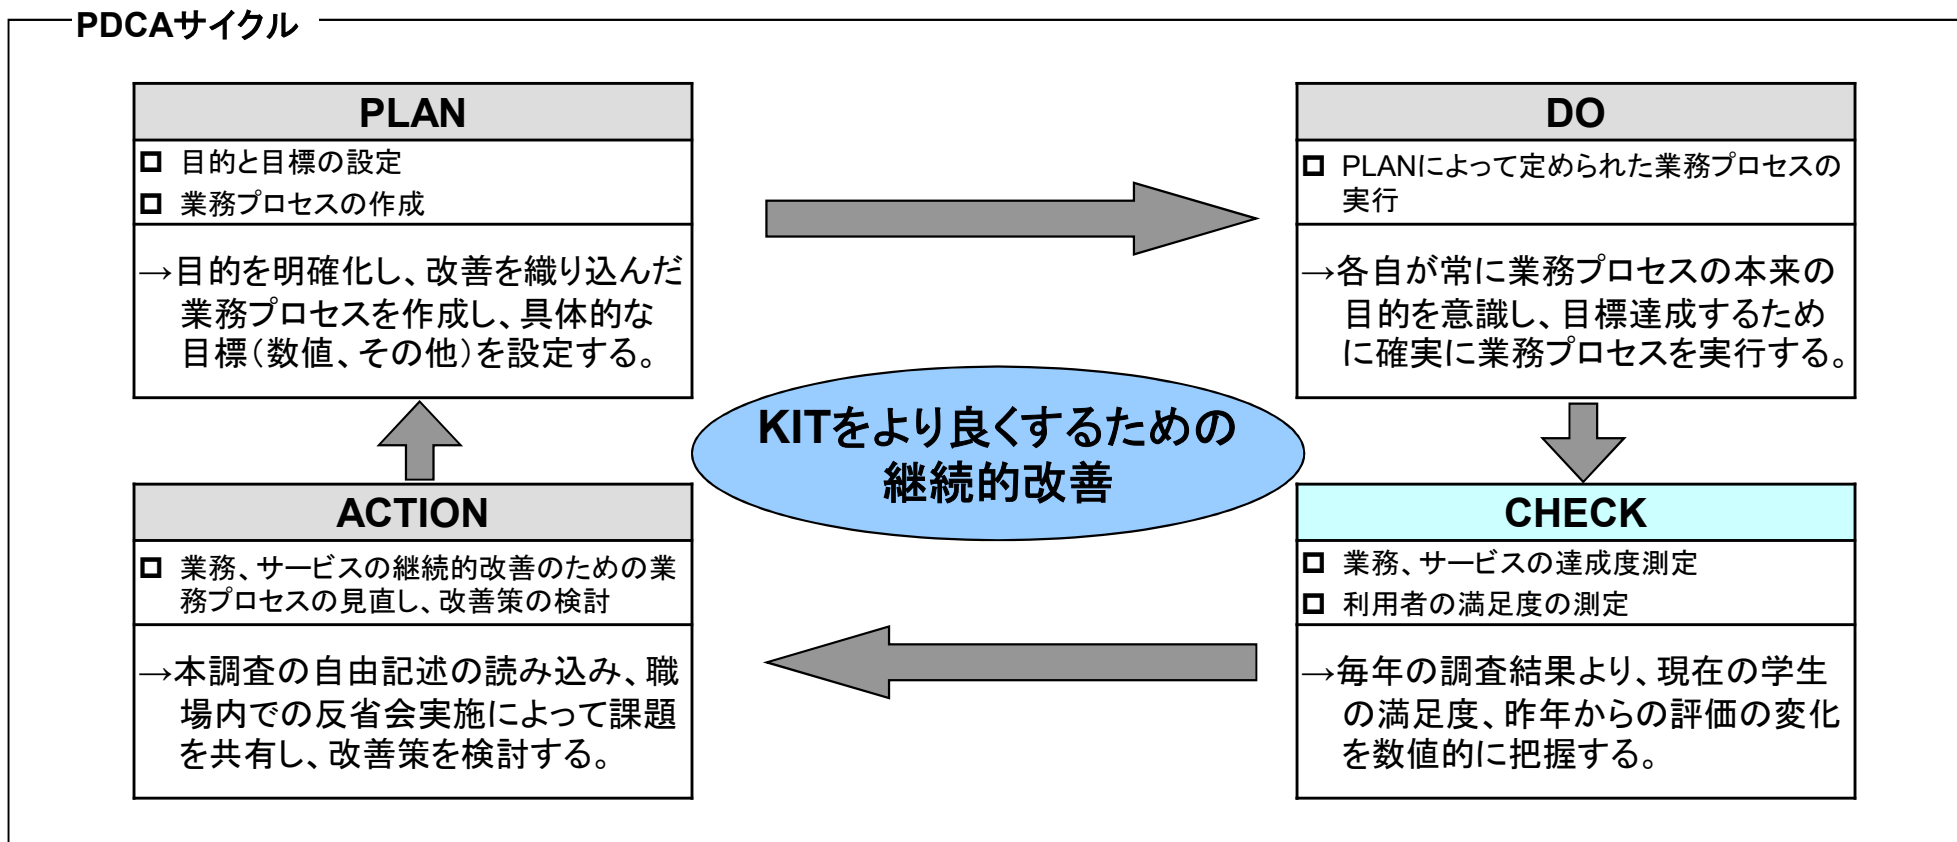 PDCAサイクル
PLAN
目的と目標の設定
業務プロセスの作成
→目的を明確化し、改善を織り込んだ
業務プロセスを作成し、具体的な
目標（数値、その他）を設定する。
DO
PLANによって定められた業務プロセスの
実行
→各自が常に業務プロセスの本来の
目的を意識し、目標達成するため
に確実に業務プロセスを実行する。
KITをより良くするための
継続的改善
ACTION
業務、サービスの継続的改善のための業
務プロセスの見直し、改善策の検討
→本調査の自由記述の読み込み、職
場内での反省会実施によって課題
を共有し、改善策を検討する。
CHECK
業務、サービスの達成度測定
利用者の満足度の測定
→毎年の調査結果より、現在の学生
の満足度、昨年からの評価の変化
を数値的に把握する。